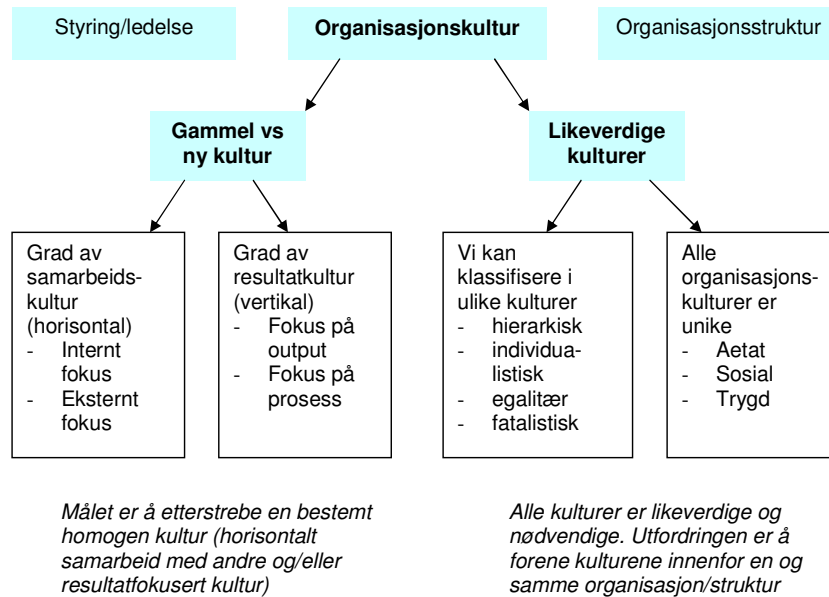 Styring/ledelse
Organisasjonskultur
Organisasjonsstruktur
Gammel vs
ny kultur
Likeverdige
kulturer
Grad av
samarbeids-
kultur
(horisontal)
- Internt
fokus
- Eksternt
fokus
Grad av
resultatkultur
(vertikal)
- Fokus på
output
- Fokus på
prosess
Vi kan
klassifisere i
ulike kulturer
- hierarkisk
- individua-
listisk
- egalitær
- fatalistisk
Alle
organisasjons-
kulturer er
unike
- Aetat
- Sosial
- Trygd
Målet er å etterstrebe en bestemt
homogen kultur (horisontalt
samarbeid med andre og/eller
resultatfokusert kultur)
Alle kulturer er likeverdige og
nødvendige. Utfordringen er å
forene kulturene innenfor en og
samme organisasjon/struktur